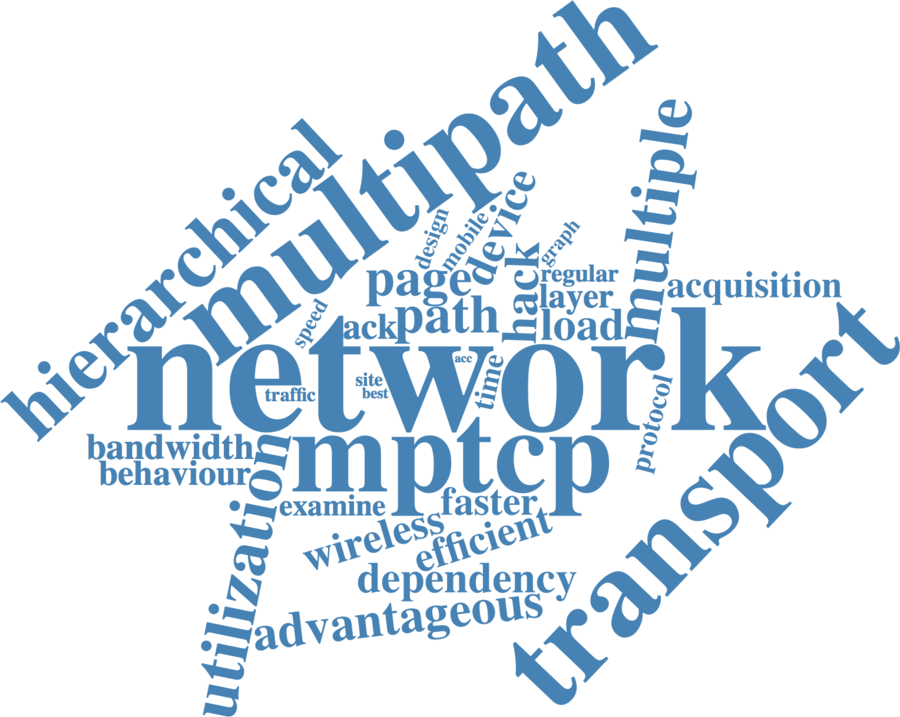 multipath
hierarchical
multiple
device
design
mobile
graph
hack
page
regular
acquisition
layer
path
load
ack
speed
network
acc
time
site
best
traffic
protocol
transport
bandwidth
mptcp
behaviour
utilization
examine
faster
wireless
efficient
dependency
advantageous